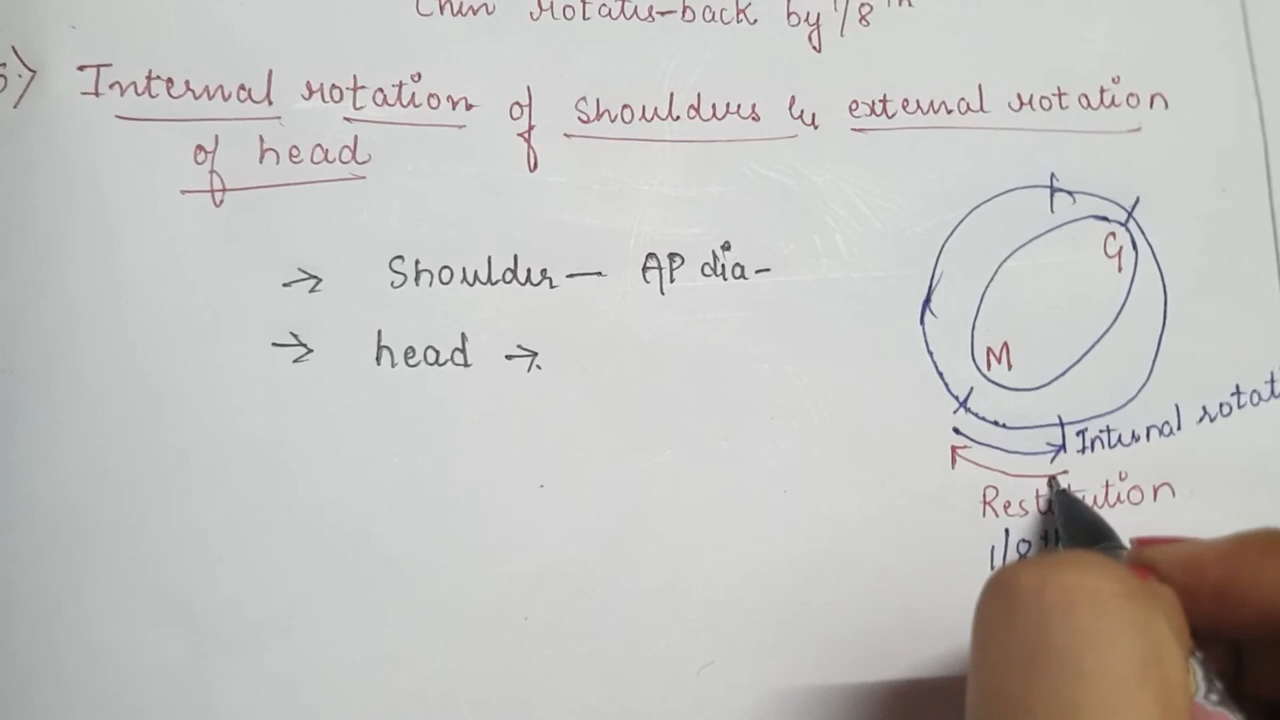 Chin rotates-back by 1/8th
Internal rotation of shoulders & external rotation
of head
→ Shoulder — AP dia-
→ head →
G
M
Internal rotat
Restitution
1/8th